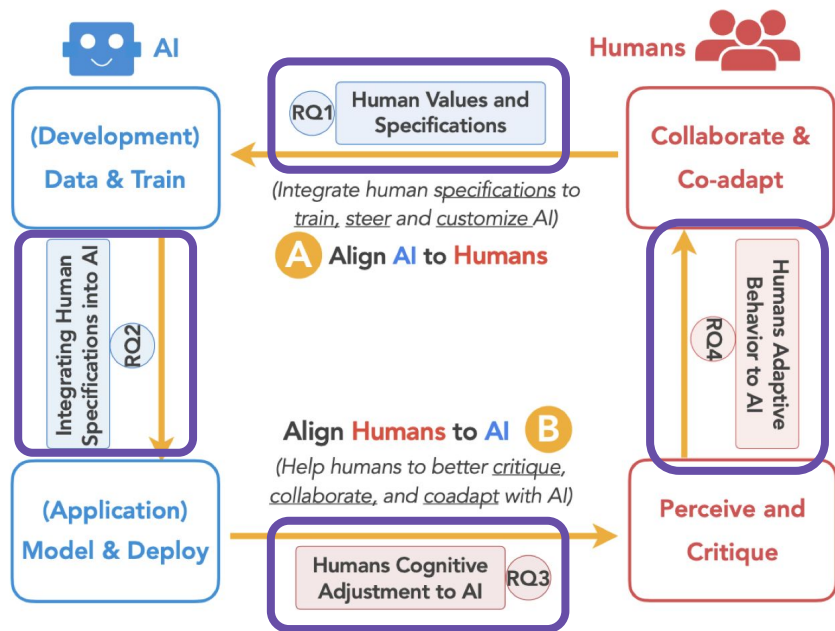 AI
Humans
RQ1
Human Values and
Specifications
(Development)
Data & Train
Collaborate &
Co-adapt
(Integrate human specifications to
train, steer and customize AI)
A Align AI to Humans
Integrating Human
Specifications into AI
RQ2
Humans Adaptive
Behavior to AI
RQ4
Align Humans to AI B
(Help humans to better critique,
collaborate, and coadapt with AI)
(Application)
Model & Deploy
Perceive and
Critique
Humans Cognitive
Adjustment to AI
RQ3